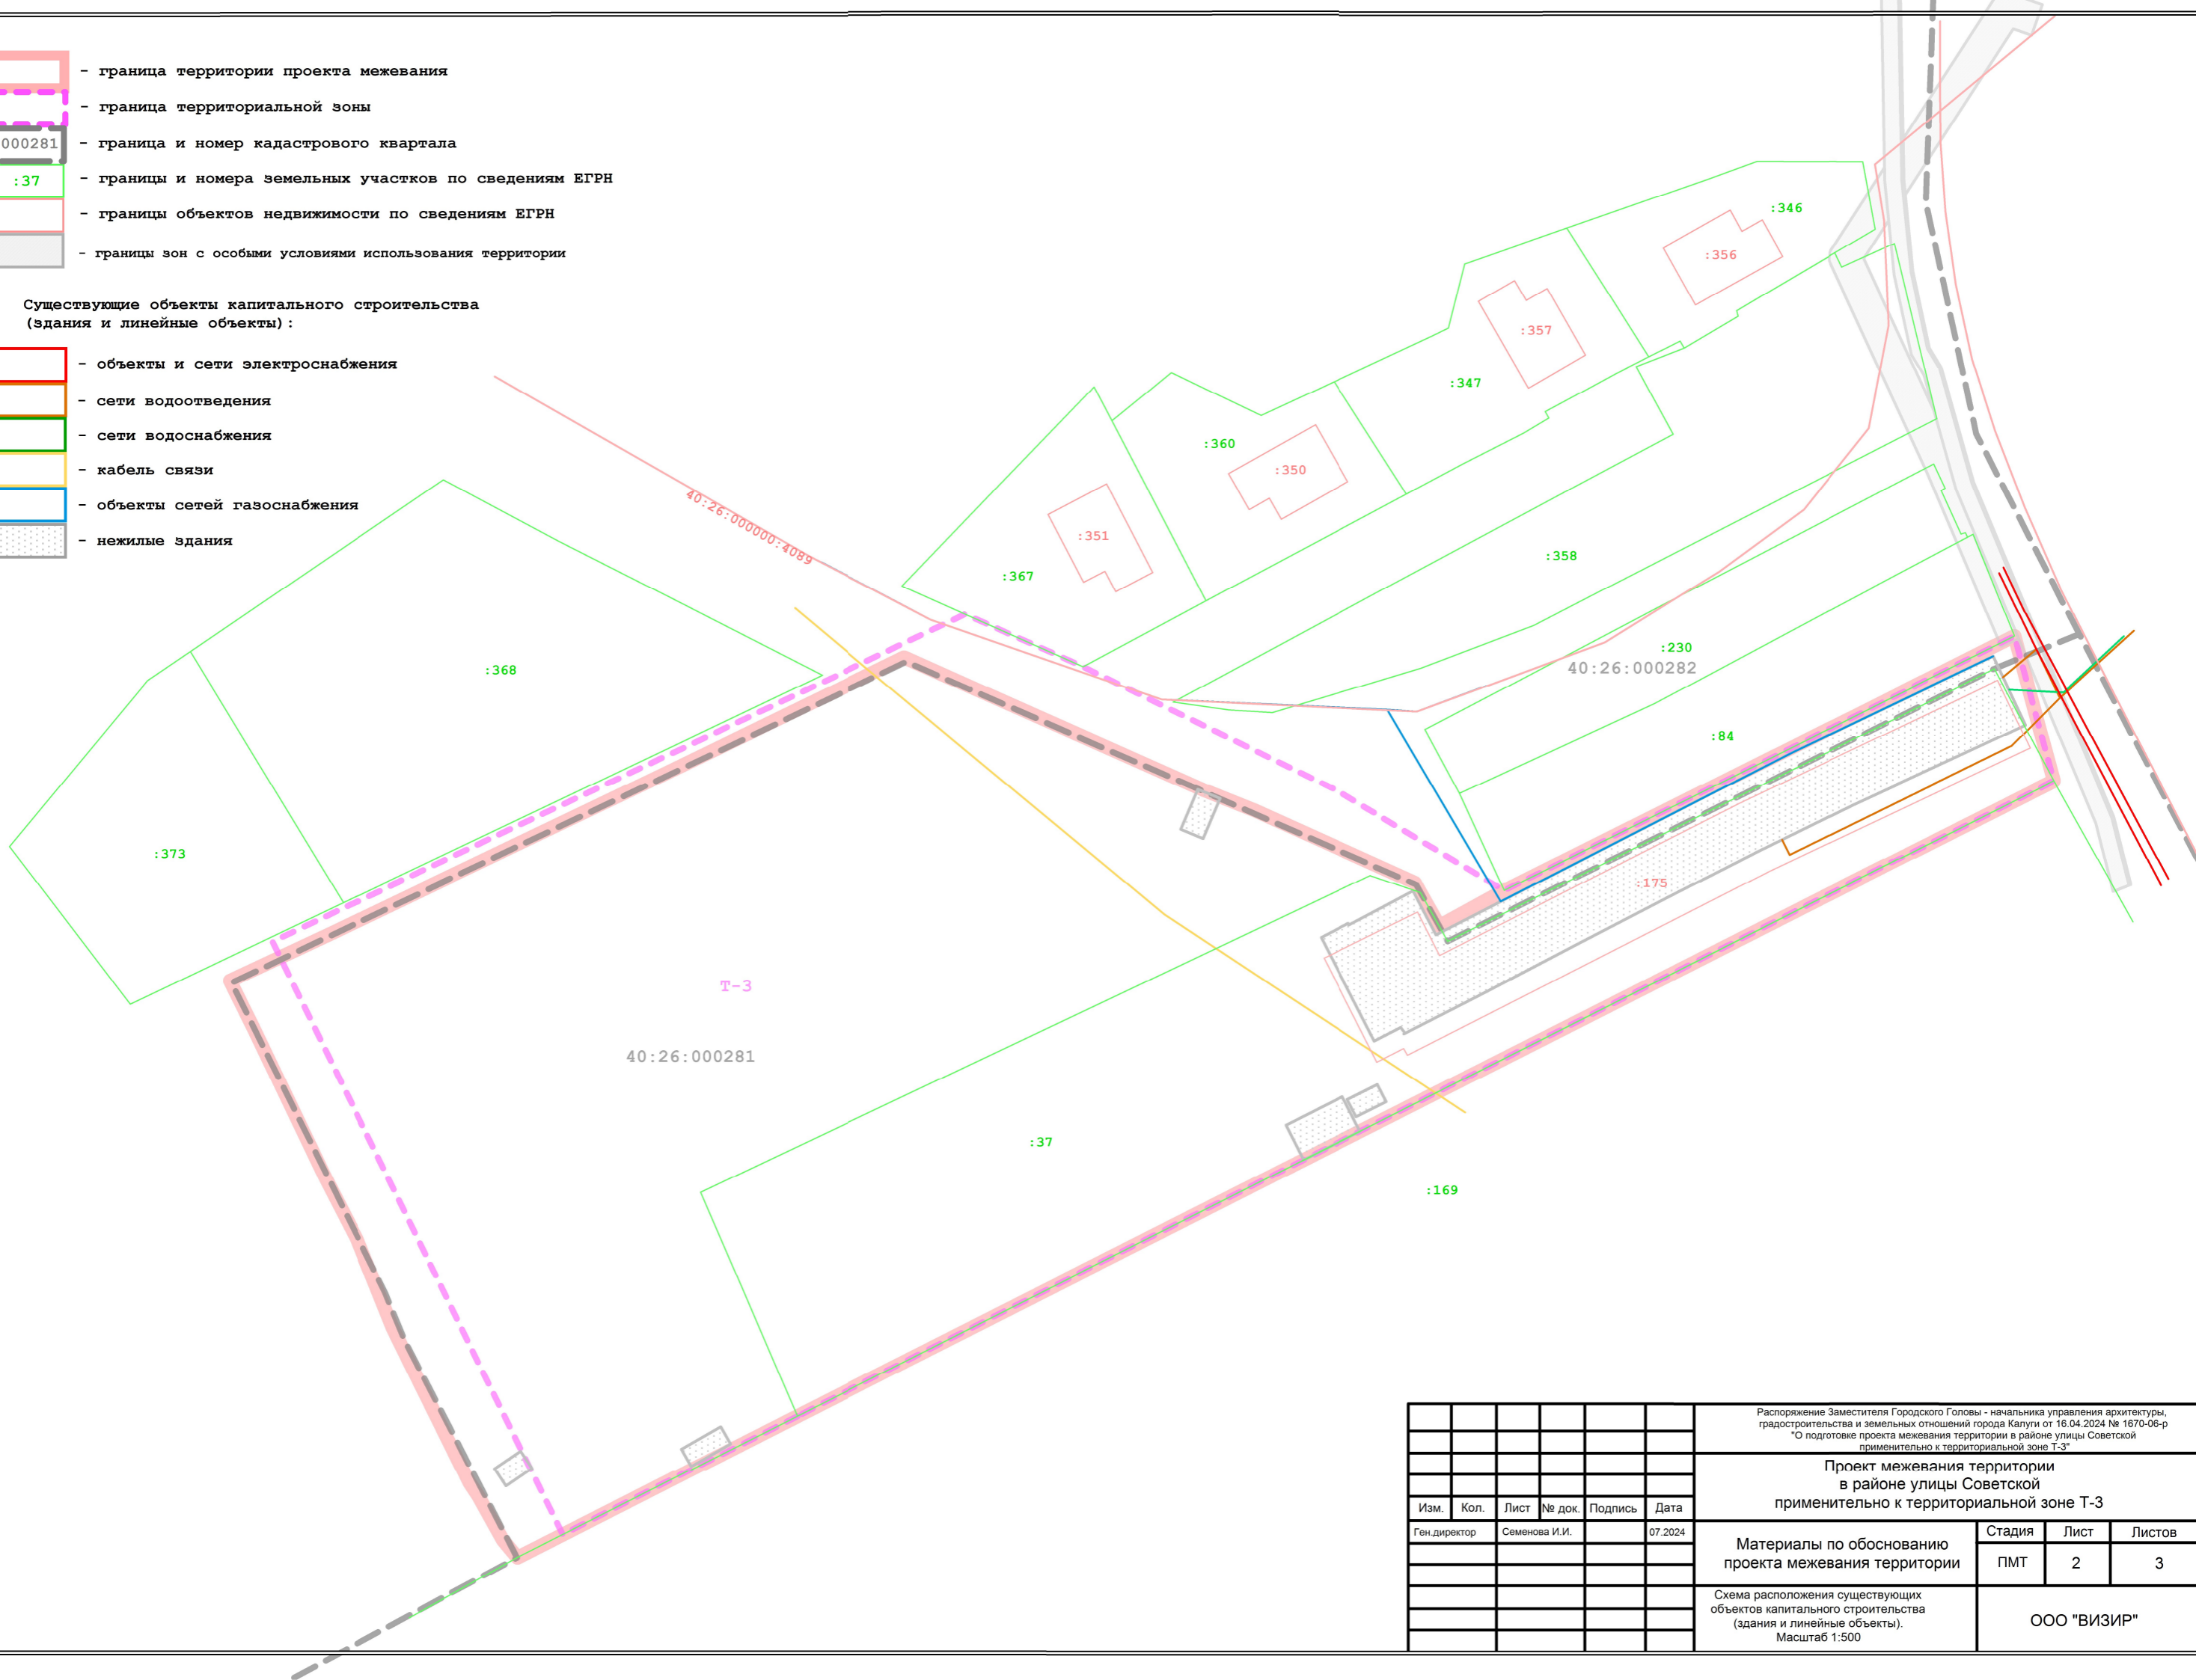 - граница территории проекта межевания
- граница территориальной зоны
000281
- граница и номер кадастрового квартала
:37
- границы и номера земельных участков по сведениям ЕГРН
- границы объектов недвижимости по сведениям ЕГРН
- границы зон с особыми условиями использования территории
Существующие объекты капитального строительства
(здания и линейные объекты):
- объекты и сети электроснабжения
- сети водоотведения
- сети водоснабжения
- кабель связи
- объекты сетей газоснабжения
- нежилые здания
:346
:356
:357
:347
:360
:350
40:26:000000:4089
:351
:358
:367
:230
40:26:000282
:368
:84
:373
:175
Т-3
40:26:000281
:37
:169
Распоряжение Заместителя Городского Головы - начальника управления архитектуры,
градостроительства и земельных отношений города Калуги от 16.04.2024 № 1670-06-р
"О подготовке проекта межевания территории в районе улицы Советской
применительно к территориальной зоне Т-3"
Проект межевания территории
в районе улицы Советской
применительно к территориальной зоне Т-3
Изм. Кол. Лист № док. Подпись Дата
Ген.директор Семенова И.И. 07.2024
Материалы по обоснованию
проекта межевания территории
Стадия Лист Листов
ПМТ 2 3
Схема расположения существующих
объектов капитального строительства
(здания и линейные объекты).
Масштаб 1:500
ООО "ВИЗИР"